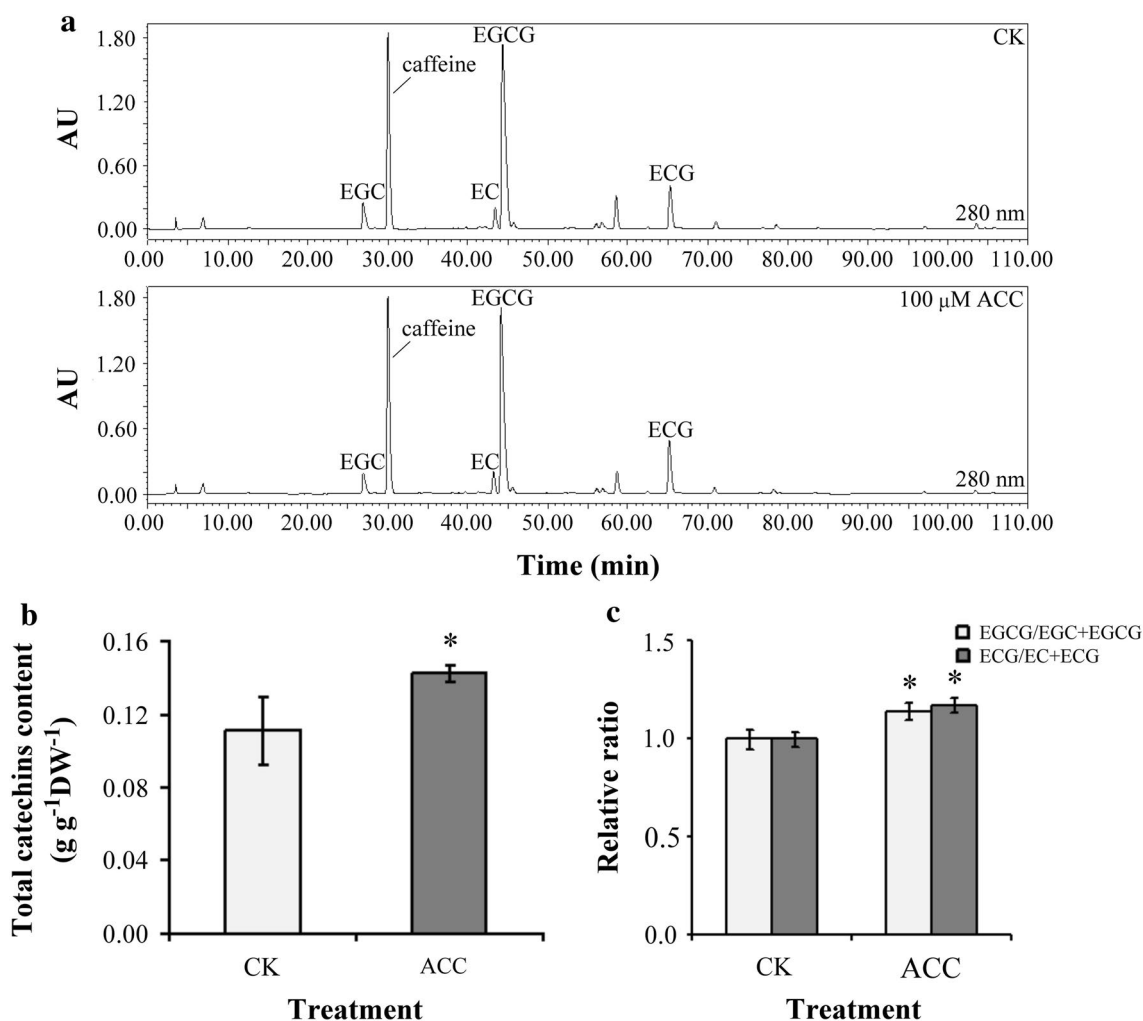 a
CK
EGCG
caffeine
EGC
EC
ECG
280 nm
AU
1.80
1.20
0.60
0.00
0.00 10.00 20.00 30.00 40.00 50.00 60.00 70.00 80.00 90.00 100.00 110.00
100 µM ACC
EGCG
caffeine
EGC
EC
ECG
280 nm
AU
1.80
1.20
0.60
0.00
0.00 10.00 20.00 30.00 40.00 50.00 60.00 70.00 80.00 90.00 100.00 110.00
Time (min)
b
Total catechins content
(g g⁻¹DW⁻¹)
0.16
0.12
0.08
0.04
0.00
*
CK ACC
Treatment
c
EGCG/EGC+EGCG
ECG/EC+ECG
Relative ratio
1.5
1.0
0.5
0.0
* *
CK ACC
Treatment